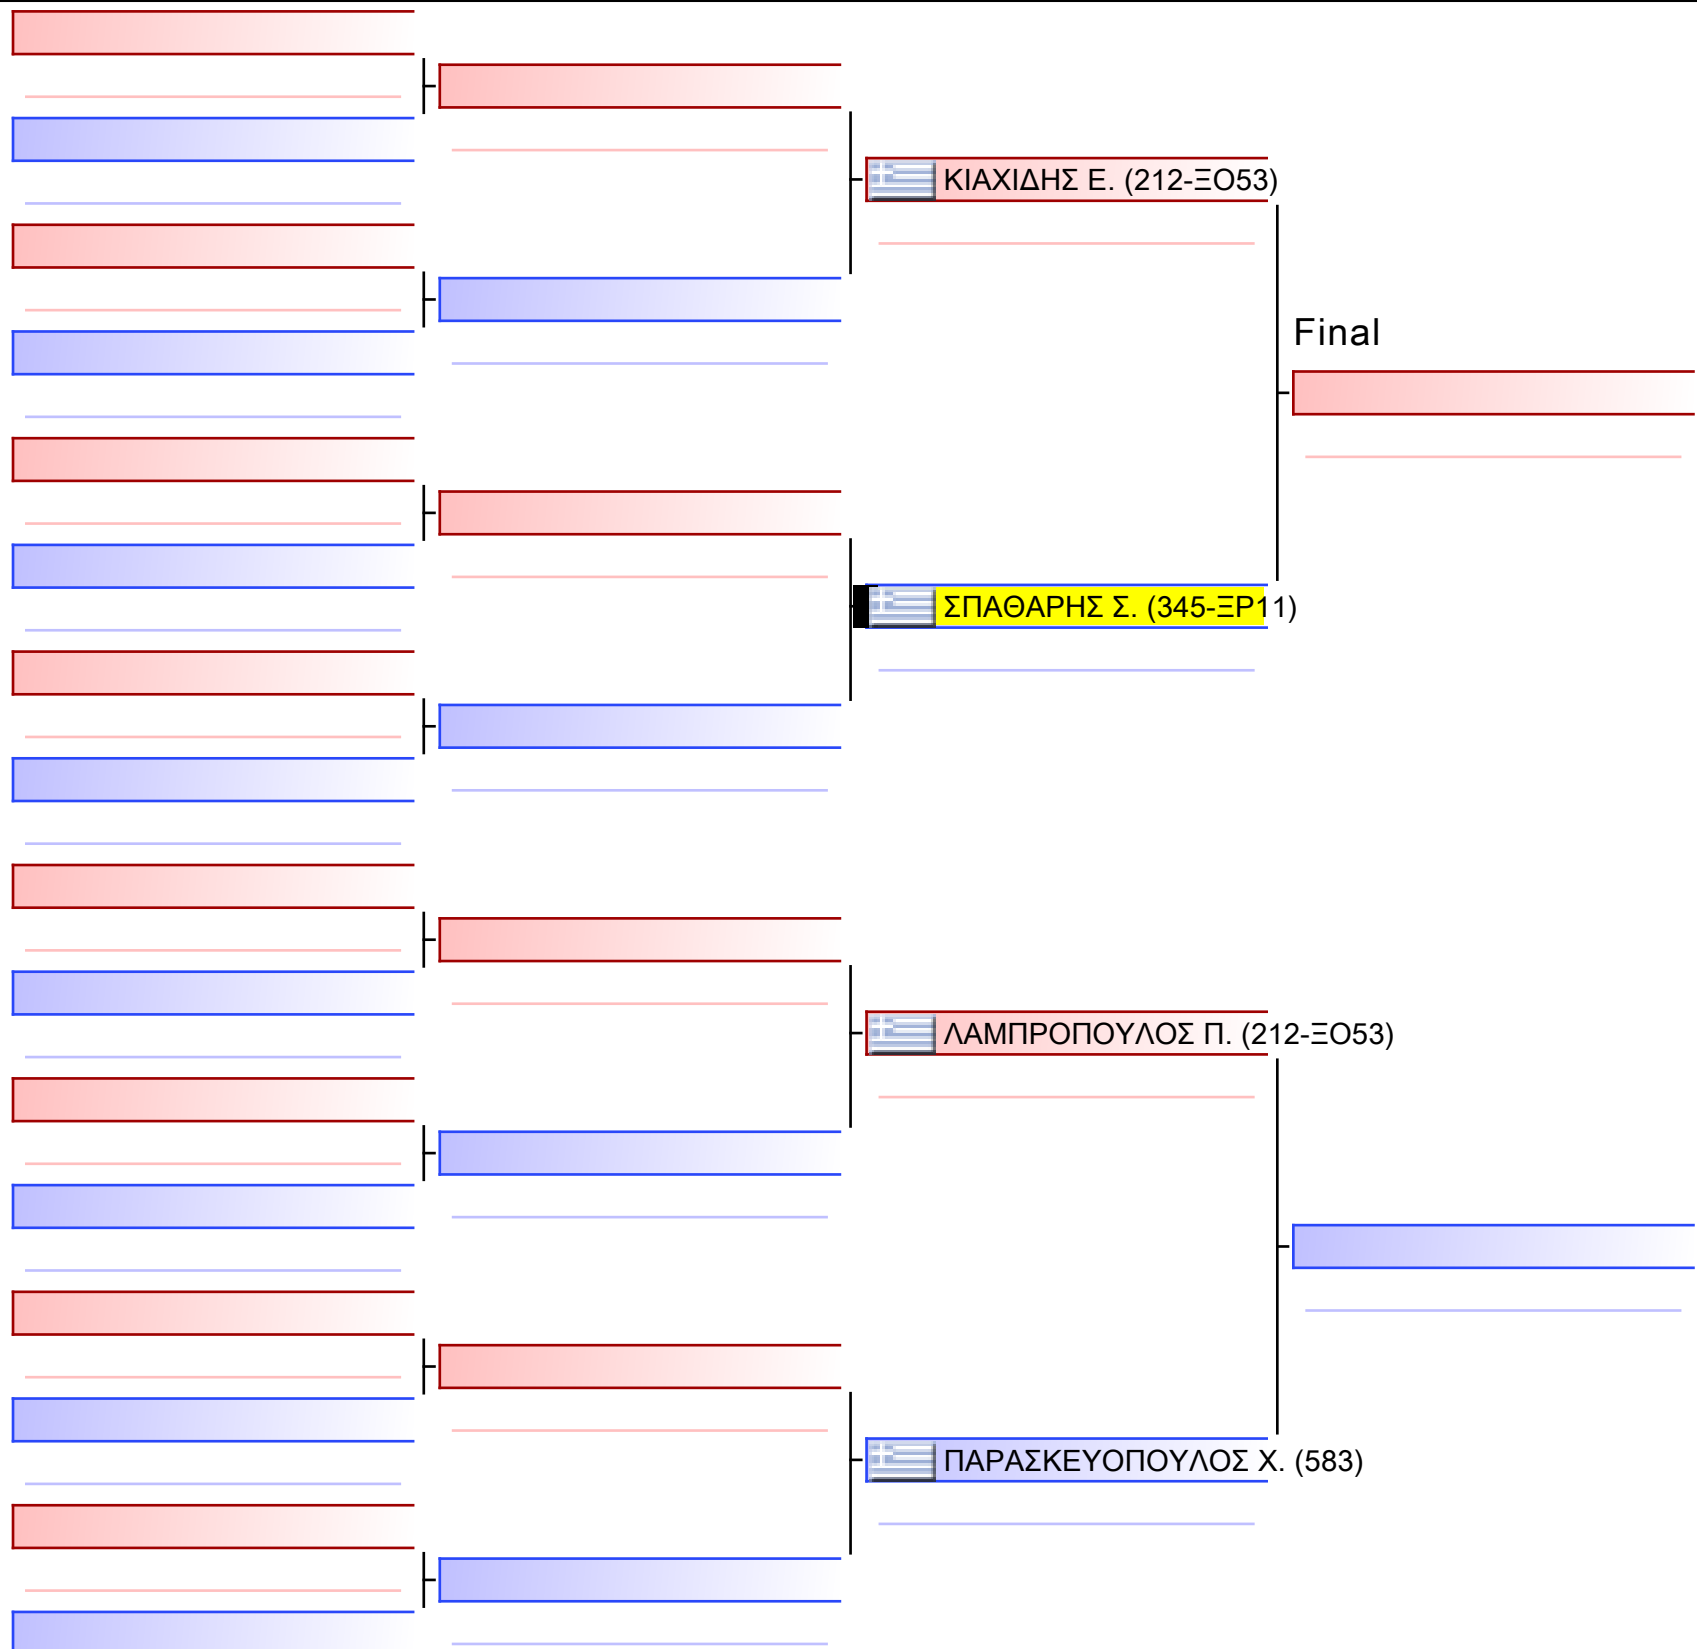 ΚΙΑΧΙΔΗΣ Ε. (212-ΞΟ53)
Final
ΣΠΑΘΑΡΗΣ Σ. (345-ΞΡ11)
ΛΑΜΠΡΟΠΟΥΛΟΣ Π. (212-ΞΟ53)
ΠΑΡΑΣΚΕΥΟΠΟΥΛΟΣ Χ. (583)